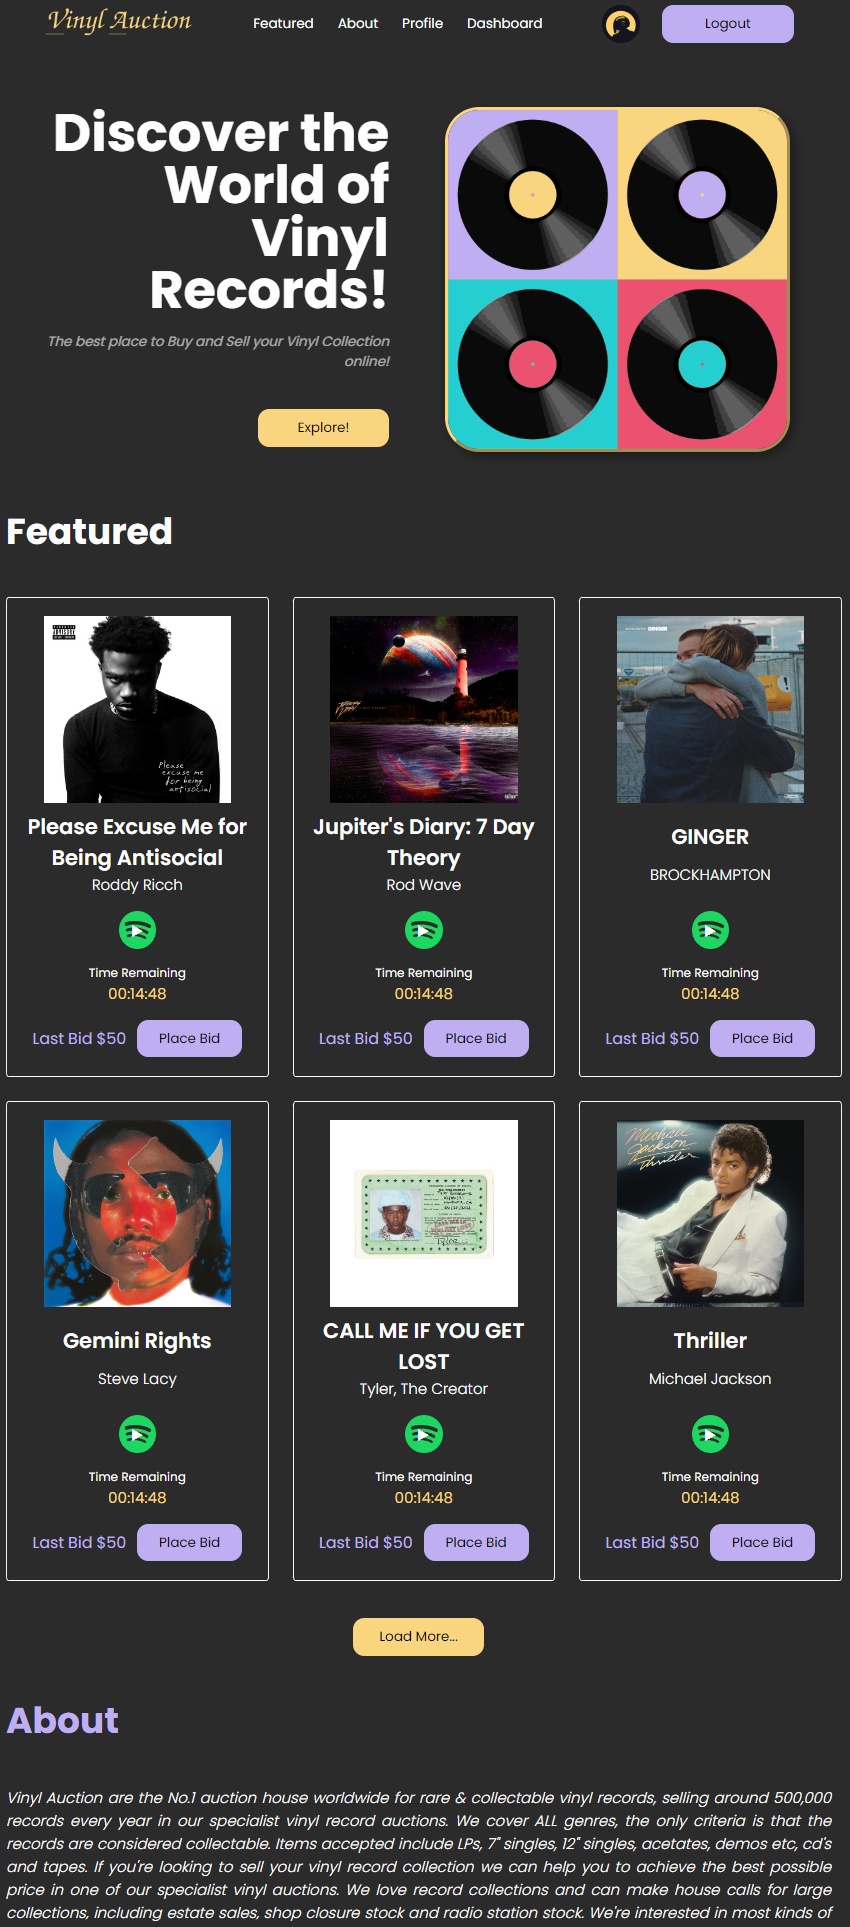 Vinyl Auction
Featured About Profile Dashboard
Logout
Discover the
World of
Vinyl
Records!
The best place to Buy and Sell your Vinyl Collection
online!
Explore!
Featured
Please
excuse me
for being
antisocial
Please Excuse Me for
Being Antisocial
Roddy Ricch
Time Remaining
00:14:48
Last Bid $50
Place Bid
Jupiter's Diary: 7 Day
Theory
Rod Wave
Time Remaining
00:14:48
Last Bid $50
Place Bid
GINGER
GINGER
BROCKHAMPTON
Time Remaining
00:14:48
Last Bid $50
Place Bid
Gemini Rights
Steve Lacy
Time Remaining
00:14:48
Last Bid $50
Place Bid
CALL ME IF YOU GET
LOST
Tyler, The Creator
Time Remaining
00:14:48
Last Bid $50
Place Bid
Michael
Jackson
Thriller
Thriller
Michael Jackson
Time Remaining
00:14:48
Last Bid $50
Place Bid
Load More...
About
Vinyl Auction are the No.1 auction house worldwide for rare & collectable vinyl records, selling around 500,000
records every year in our specialist vinyl record auctions. We cover ALL genres, the only criteria is that the
records are considered collectable. Items accepted include LPs, 7" singles, 12" singles, acetates, demos etc, cd's
and tapes. If you're looking to sell your vinyl record collection we can help you to achieve the best possible
price in one of our specialist vinyl auctions. We love record collections and can make house calls for large
collections, including estate sales, shop closure stock and radio station stock. We're interested in most kinds of